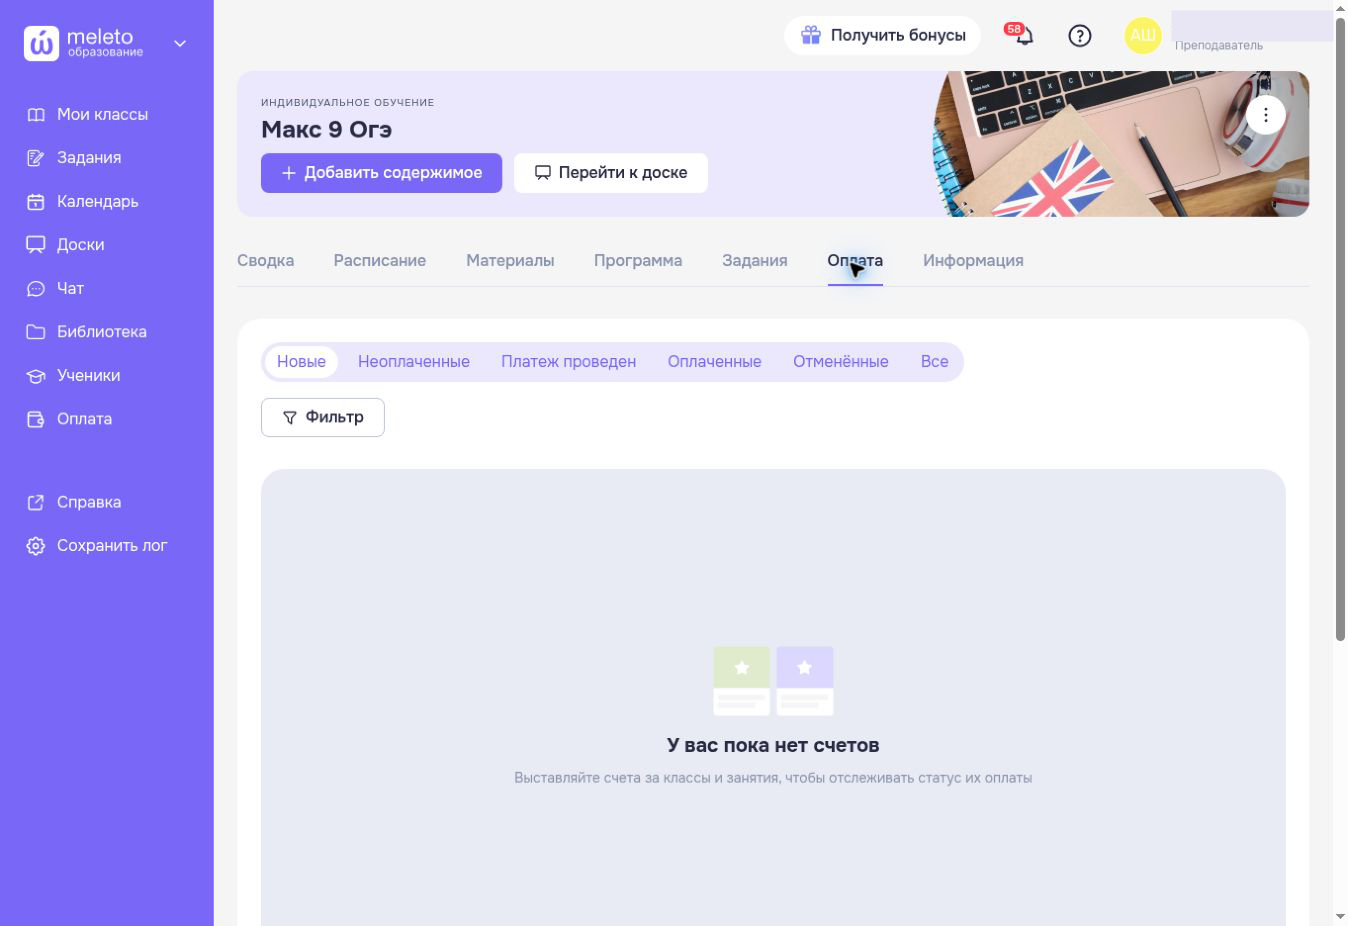 meleto
образование
Мои классы
Задания
Календарь
Доски
Чат
Библиотека
Ученики
Оплата
Справка
Сохранить лог
Получить бонусы
58
АШ
Преподаватель
ИНДИВИДУАЛЬНОЕ ОБУЧЕНИЕ
Макс 9 Огэ
Добавить содержимое
Перейти к доске
Сводка Расписание Материалы Программа Задания Оплата Информация
Новые Неоплаченные Платеж проведен Оплаченные Отменённые Все
Фильтр
У вас пока нет счетов
Выставляйте счета за классы и занятия, чтобы отслеживать статус их оплаты